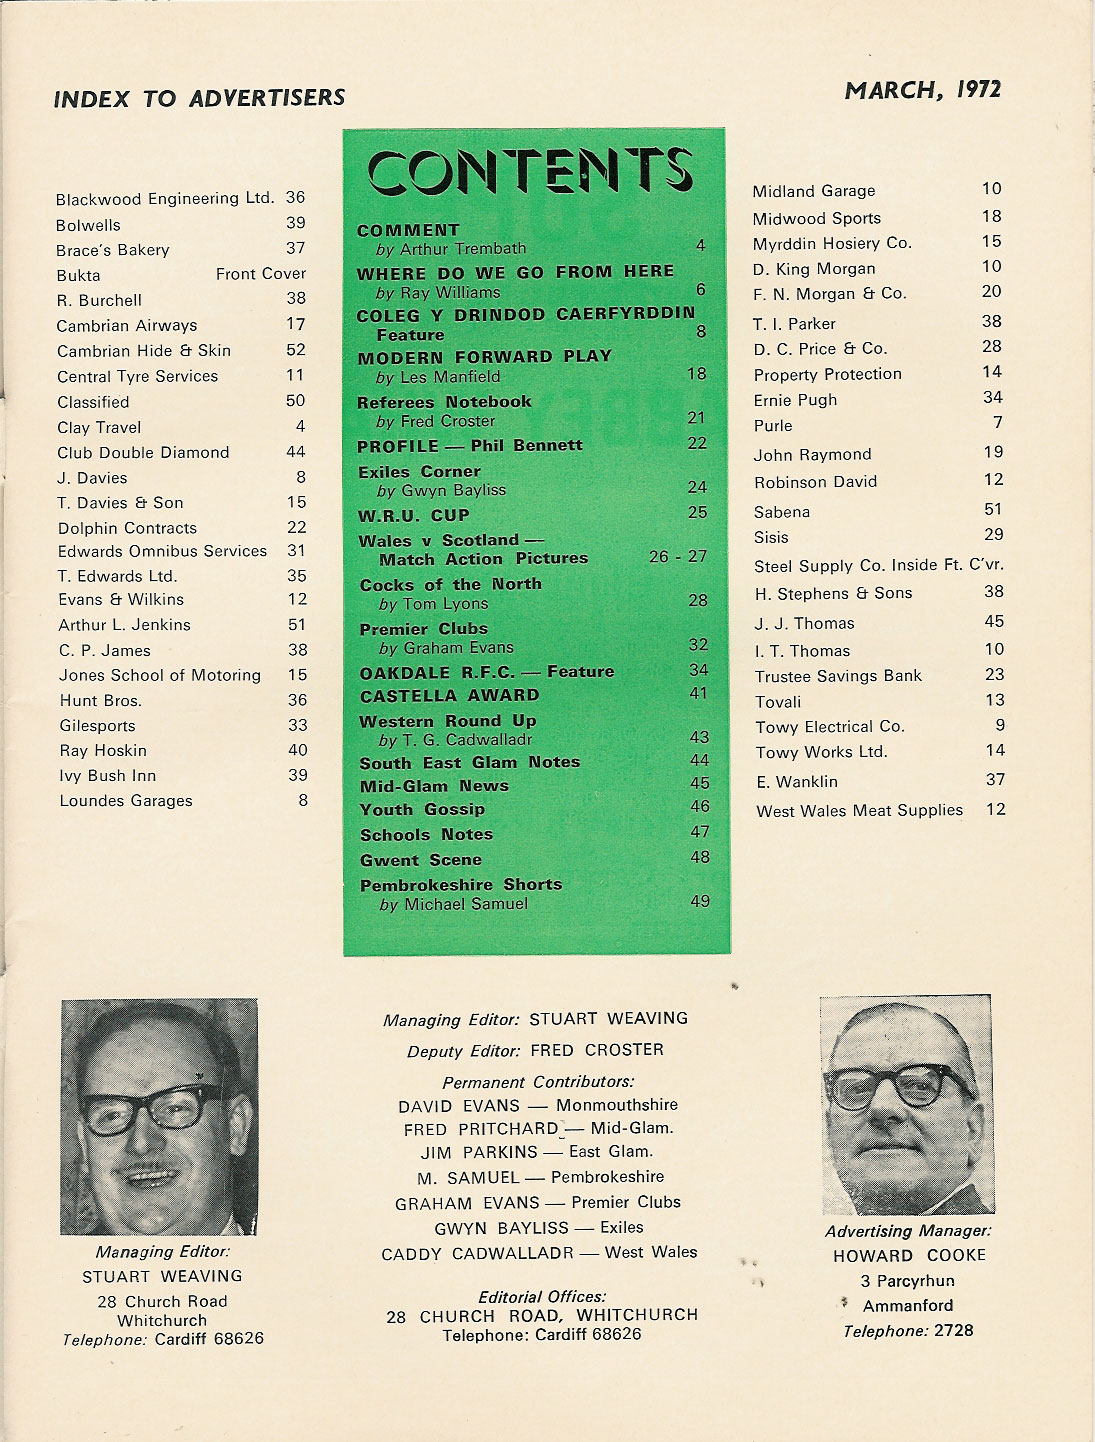 INDEX TO ADVERTISERS
MARCH, 1972
Blackwood Engineering Ltd. 36
Bolwells 39
Brace's Bakery 37
Bukta Front Cover
R. Burchell 38
Cambrian Airways 17
Cambrian Hide & Skin 52
Central Tyre Services 11
Classified 50
Clay Travel 4
Club Double Diamond 44
J. Davies 8
T. Davies & Son 15
Dolphin Contracts 22
Edwards Omnibus Services 31
T. Edwards Ltd. 35
Evans & Wilkins 12
Arthur L. Jenkins 51
C. P. James 38
Jones School of Motoring 15
Hunt Bros. 36
Gilesports 33
Ray Hoskin 40
Ivy Bush Inn 39
Loundes Garages 8
CONTENTS
COMMENT
by Arthur Trembath 4
WHERE DO WE GO FROM HERE
by Ray Williams 6
COLEG Y DRINDOD CAERFYRDDIN
Feature 8
MODERN FORWARD PLAY
by Les Manfield 18
Referees Notebook
by Fred Croster 21
PROFILE — Phil Bennett 22
Exiles Corner
by Gwyn Bayliss 24
W.R.U. CUP 25
Wales v Scotland —
Match Action Pictures 26 - 27
Cocks of the North
by Tom Lyons 28
Premier Clubs
by Graham Evans 32
OAKDALE R.F.C. — Feature 34
CASTELLA AWARD 41
Western Round Up
by T. G. Cadwalladr 43
South East Glam Notes 44
Mid-Glam News 45
Youth Gossip 46
Schools Notes 47
Gwent Scene 48
Pembrokeshire Shorts
by Michael Samuel 49
Midland Garage 10
Midwood Sports 18
Myrddin Hosiery Co. 15
D. King Morgan 10
F. N. Morgan & Co. 20
T. I. Parker 38
D. C. Price & Co. 28
Property Protection 14
Ernie Pugh 34
Purle 7
John Raymond 19
Robinson David 12
Sabena 51
Sisis 29
Steel Supply Co. Inside Ft. C'vr.
H. Stephens & Sons 38
J. J. Thomas 45
I. T. Thomas 10
Trustee Savings Bank 23
Tovali 13
Towy Electrical Co. 9
Towy Works Ltd. 14
E. Wanklin 37
West Wales Meat Supplies 12
Managing Editor:
STUART WEAVING
28 Church Road
Whitchurch
Telephone: Cardiff 68626
Managing Editor: STUART WEAVING
Deputy Editor: FRED CROSTER
Permanent Contributors:
DAVID EVANS — Monmouthshire
FRED PRITCHARD — Mid-Glam.
JIM PARKINS — East Glam.
M. SAMUEL — Pembrokeshire
GRAHAM EVANS — Premier Clubs
GWYN BAYLISS — Exiles
CADDY CADWALLADR — West Wales
Editorial Offices:
28 CHURCH ROAD, WHITCHURCH
Telephone: Cardiff 68626
Advertising Manager:
HOWARD COOKE
3 Parcyrhun
Ammanford
Telephone: 2728